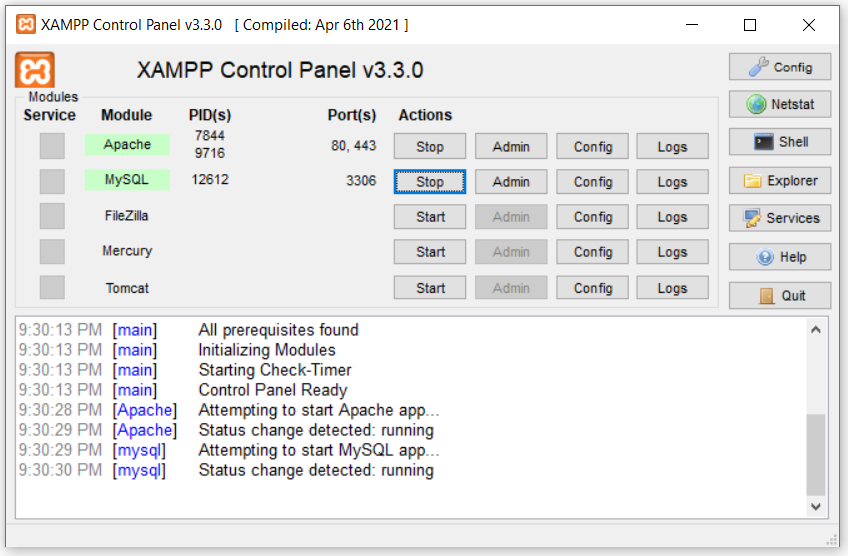 XAMPP Control Panel v3.3.0 [ Compiled: Apr 6th 2021 ]
XAMPP Control Panel v3.3.0
Config
Modules
Service Module PID(s) Port(s) Actions
Netstat
Apache 7844 9716 80, 443 Stop Admin Config Logs
Shell
MySQL 12612 3306 Stop Admin Config Logs
Explorer
FileZilla Start Admin Config Logs
Services
Mercury Start Admin Config Logs
Help
Tomcat Start Admin Config Logs
Quit
9:30:13 PM [main] All prerequisites found
9:30:13 PM [main] Initializing Modules
9:30:13 PM [main] Starting Check-Timer
9:30:13 PM [main] Control Panel Ready
9:30:28 PM [Apache] Attempting to start Apache app...
9:30:29 PM [Apache] Status change detected: running
9:30:29 PM [mysql] Attempting to start MySQL app...
9:30:30 PM [mysql] Status change detected: running